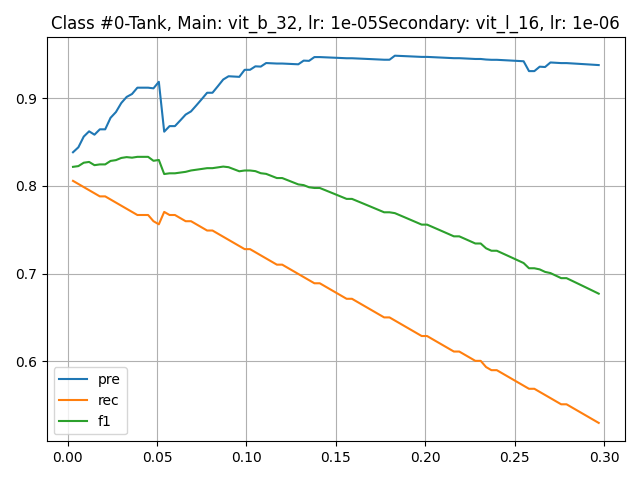 Class #0-Tank, Main: vit_b_32, lr: 1e-05Secondary: vit_l_16, lr: 1e-06
0.9
0.8
0.7
0.6
pre
rec
f1
0.00 0.05 0.10 0.15 0.20 0.25 0.30